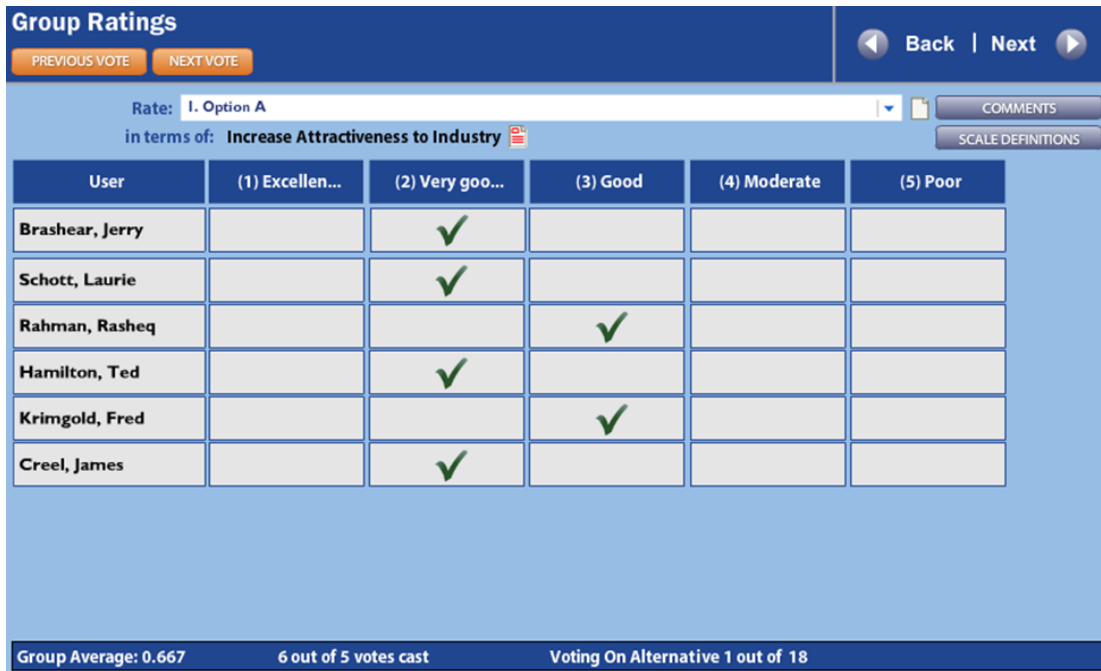 Group Ratings
PREVIOUS VOTE NEXT VOTE
Back | Next
Rate: 1. Option A
COMMENTS
in terms of: Increase Attractiveness to Industry
SCALE DEFINITIONS
User (1) Excellen... (2) Very goo... (3) Good (4) Moderate (5) Poor
Brashear, Jerry
Schott, Laurie
Rahman, Rasheq
Hamilton, Ted
Krimgold, Fred
Creel, James
Group Average: 0.667 6 out of 5 votes cast Voting On Alternative 1 out of 18